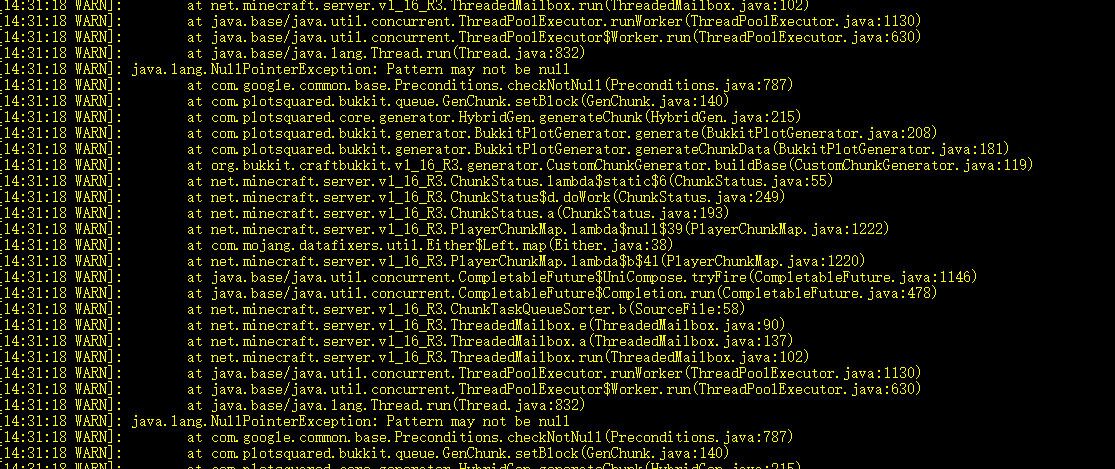 [14:31:18 WARN]: at net.minecraft.server.v1_16_R3.ThreadedMailbox.run(ThreadedMailbox.java:102)
[14:31:18 WARN]: at java.base/java.util.concurrent.ThreadPoolExecutor.runWorker(ThreadPoolExecutor.java:1130)
[14:31:18 WARN]: at java.base/java.util.concurrent.ThreadPoolExecutor$Worker.run(ThreadPoolExecutor.java:630)
[14:31:18 WARN]: at java.base/java.lang.Thread.run(Thread.java:832)
[14:31:18 WARN]: java.lang.NullPointerException: Pattern may not be null
[14:31:18 WARN]: at com.google.common.base.Preconditions.checkNotNull(Preconditions.java:787)
[14:31:18 WARN]: at com.plotsquared.bukkit.queue.GenChunk.setBlock(GenChunk.java:140)
[14:31:18 WARN]: at com.plotsquared.core.generator.HybridGen.generateChunk(HybridGen.java:215)
[14:31:18 WARN]: at com.plotsquared.bukkit.generator.BukkitPlotGenerator.generate(BukkitPlotGenerator.java:208)
[14:31:18 WARN]: at com.plotsquared.bukkit.generator.BukkitPlotGenerator.generateChunkData(BukkitPlotGenerator.java:181)
[14:31:18 WARN]: at org.bukkit.craftbukkit.v1_16_R3.generator.CustomChunkGenerator.buildBase(CustomChunkGenerator.java:119)
[14:31:18 WARN]: at net.minecraft.server.v1_16_R3.ChunkStatus.lambda$static$6(ChunkStatus.java:55)
[14:31:18 WARN]: at net.minecraft.server.v1_16_R3.ChunkStatus$d.doWork(ChunkStatus.java:249)
[14:31:18 WARN]: at net.minecraft.server.v1_16_R3.ChunkStatus.a(ChunkStatus.java:193)
[14:31:18 WARN]: at net.minecraft.server.v1_16_R3.PlayerChunkMap.lambda$null$39(PlayerChunkMap.java:1222)
[14:31:18 WARN]: at com.mojang.datafixers.util.Either$Left.map(Either.java:38)
[14:31:18 WARN]: at net.minecraft.server.v1_16_R3.PlayerChunkMap.lambda$b$41(PlayerChunkMap.java:1220)
[14:31:18 WARN]: at java.base/java.util.concurrent.CompletableFuture$UniCompose.tryFire(CompletableFuture.java:1146)
[14:31:18 WARN]: at java.base/java.util.concurrent.CompletableFuture$Completion.run(CompletableFuture.java:478)
[14:31:18 WARN]: at net.minecraft.server.v1_16_R3.ChunkTaskQueueSorter.b(SourceFile:58)
[14:31:18 WARN]: at net.minecraft.server.v1_16_R3.ThreadedMailbox.e(ThreadedMailbox.java:90)
[14:31:18 WARN]: at net.minecraft.server.v1_16_R3.ThreadedMailbox.a(ThreadedMailbox.java:137)
[14:31:18 WARN]: at net.minecraft.server.v1_16_R3.ThreadedMailbox.run(ThreadedMailbox.java:102)
[14:31:18 WARN]: at java.base/java.util.concurrent.ThreadPoolExecutor.runWorker(ThreadPoolExecutor.java:1130)
[14:31:18 WARN]: at java.base/java.util.concurrent.ThreadPoolExecutor$Worker.run(ThreadPoolExecutor.java:630)
[14:31:18 WARN]: at java.base/java.lang.Thread.run(Thread.java:832)
[14:31:18 WARN]: java.lang.NullPointerException: Pattern may not be null
[14:31:18 WARN]: at com.google.common.base.Preconditions.checkNotNull(Preconditions.java:787)
[14:31:18 WARN]: at com.plotsquared.bukkit.queue.GenChunk.setBlock(GenChunk.java:140)
[14:31:18 WARN]: at com.plotsquared.core.generator.HybridGen.generateChunk(HybridGen.java:215)